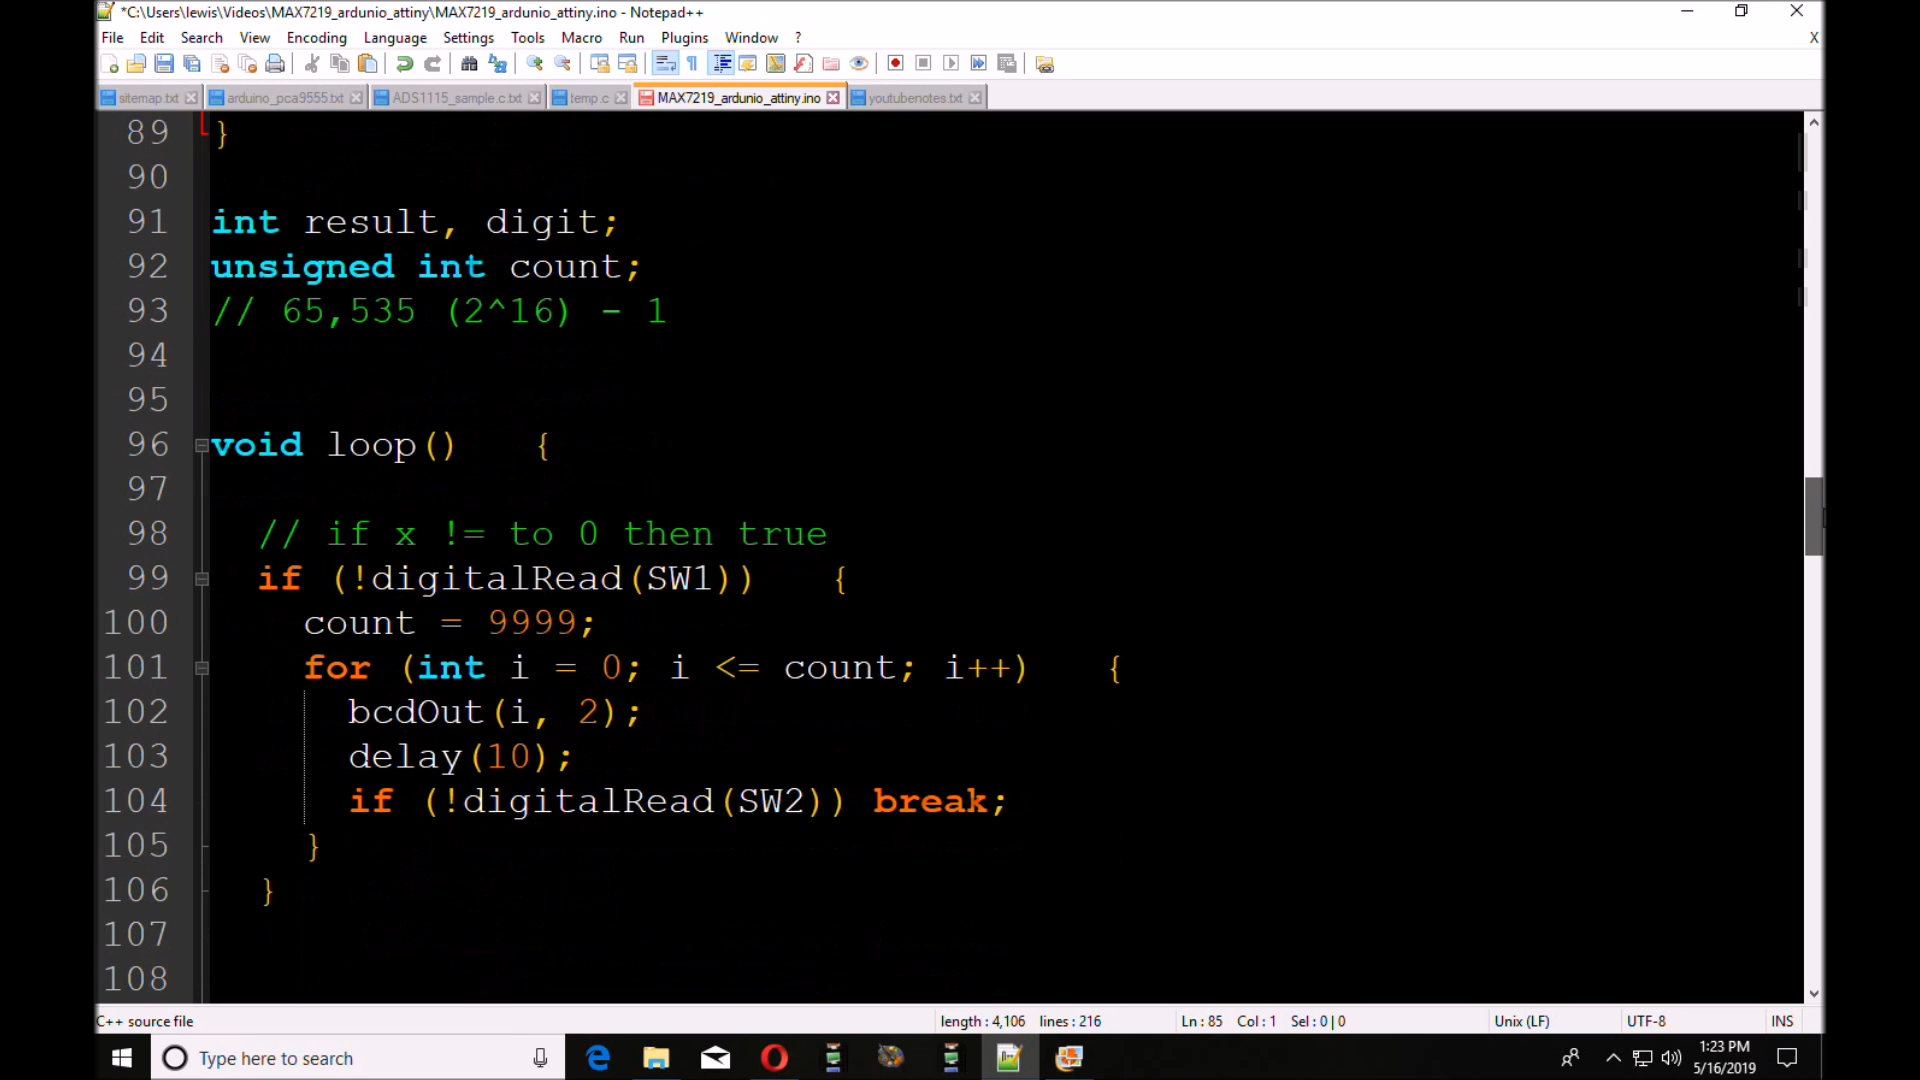 *C:\Users\lewis\Videos\MAX7219_ardunio_attiny\MAX7219_ardunio_attiny.ino - Notepad++
File Edit Search View Encoding Language Settings Tools Macro Run Plugins Window ? X
sitemap.txt arduino_pca9555.txt ADS1115_sample.c.txt temp.c MAX7219_ardunio_attiny.ino youtubenotes.txt
89 }
90
91 int result, digit;
92 unsigned int count;
93 // 65,535 (2^16) - 1
94
95
96 void loop() {
97
98 // if x != to 0 then true
99 if (!digitalRead(SW1)) {
100 count = 9999;
101 for (int i = 0; i <= count; i++) {
102 bcdOut(i, 2);
103 delay(10);
104 if (!digitalRead(SW2)) break;
105 }
106 }
107
108
C++ source file length : 4,106 lines : 216 Ln : 85 Col : 1 Sel : 0 | 0 Unix (LF) UTF-8 INS
Type here to search
1:23 PM
5/16/2019